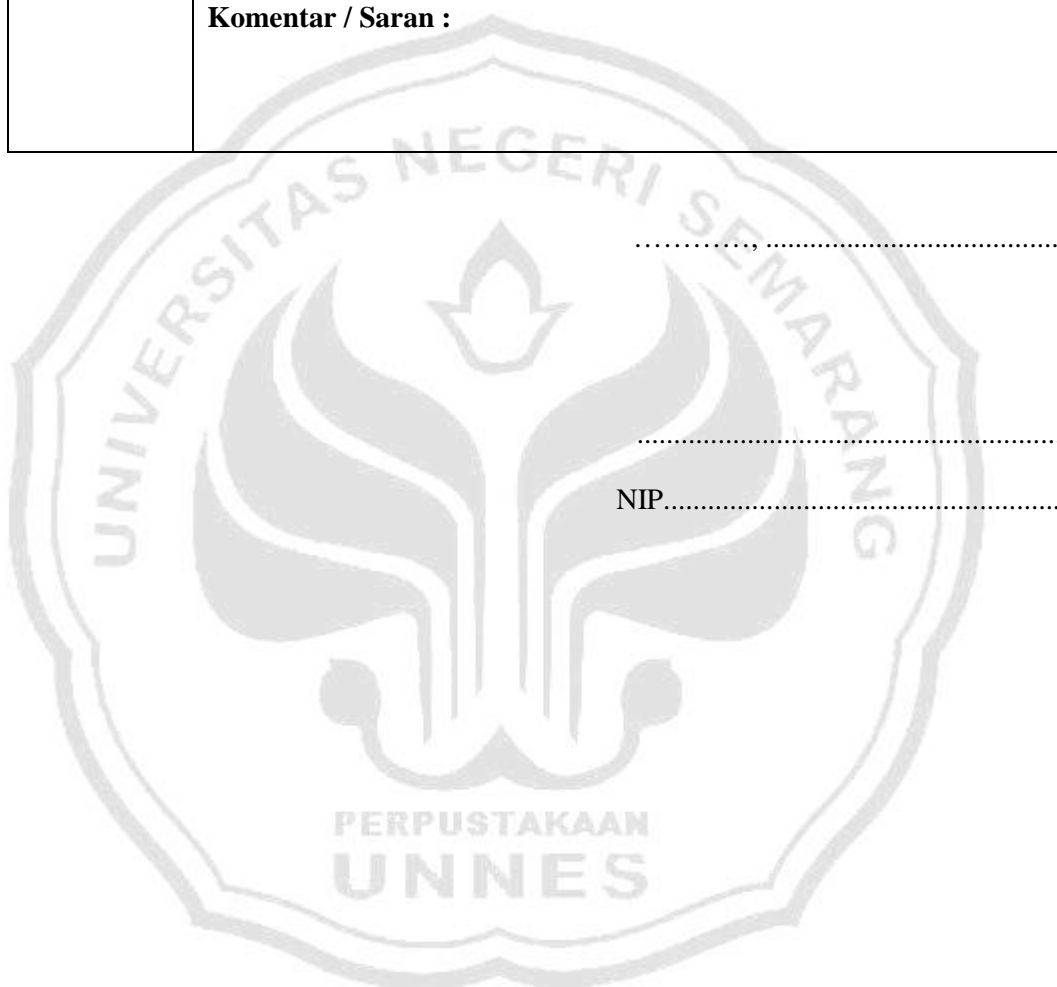 Komentar / Saran :
UNIVERSITAS NEGERI SEMARANG
…………, ........................................
.........................................................
NIP......................................................
PERPUSTAKAAN
UNNES